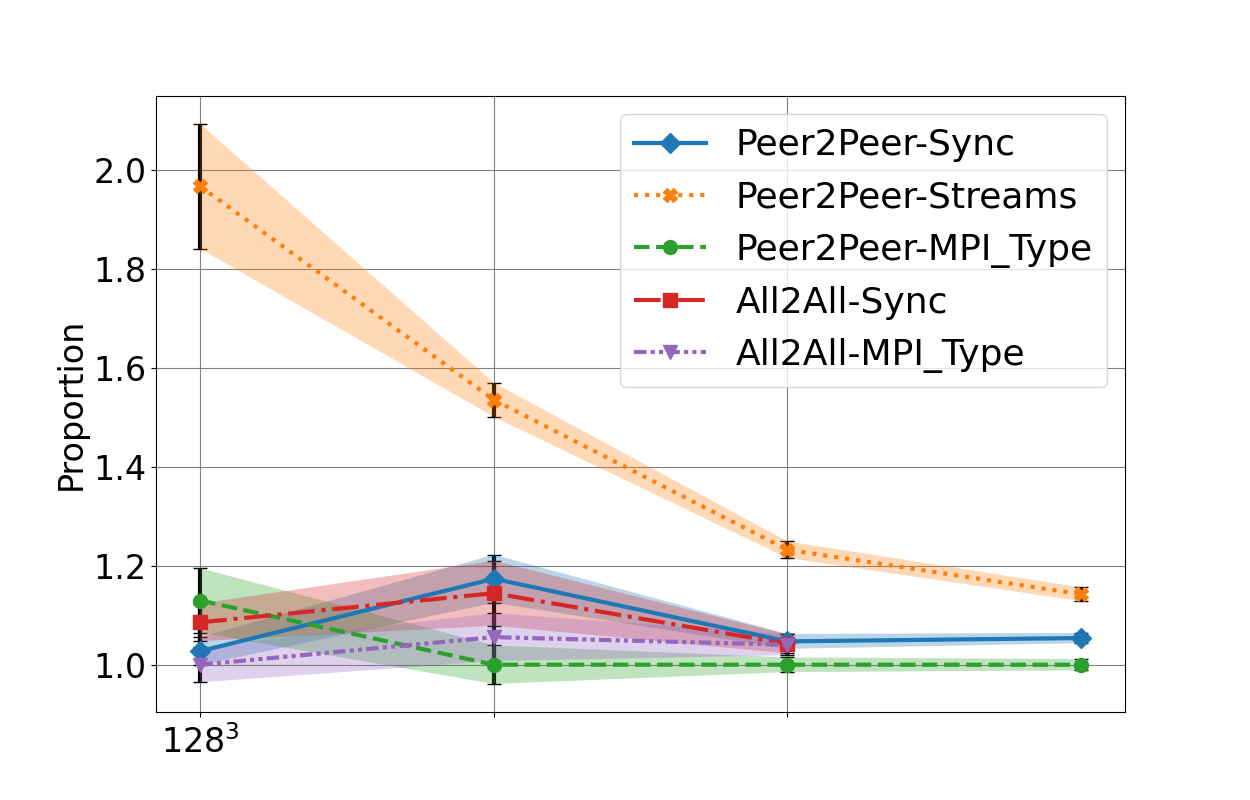 Proportion
2.0
1.8
1.6
1.4
1.2
1.0
128³
Peer2Peer-Sync
Peer2Peer-Streams
Peer2Peer-MPI_Type
All2All-Sync
All2All-MPI_Type